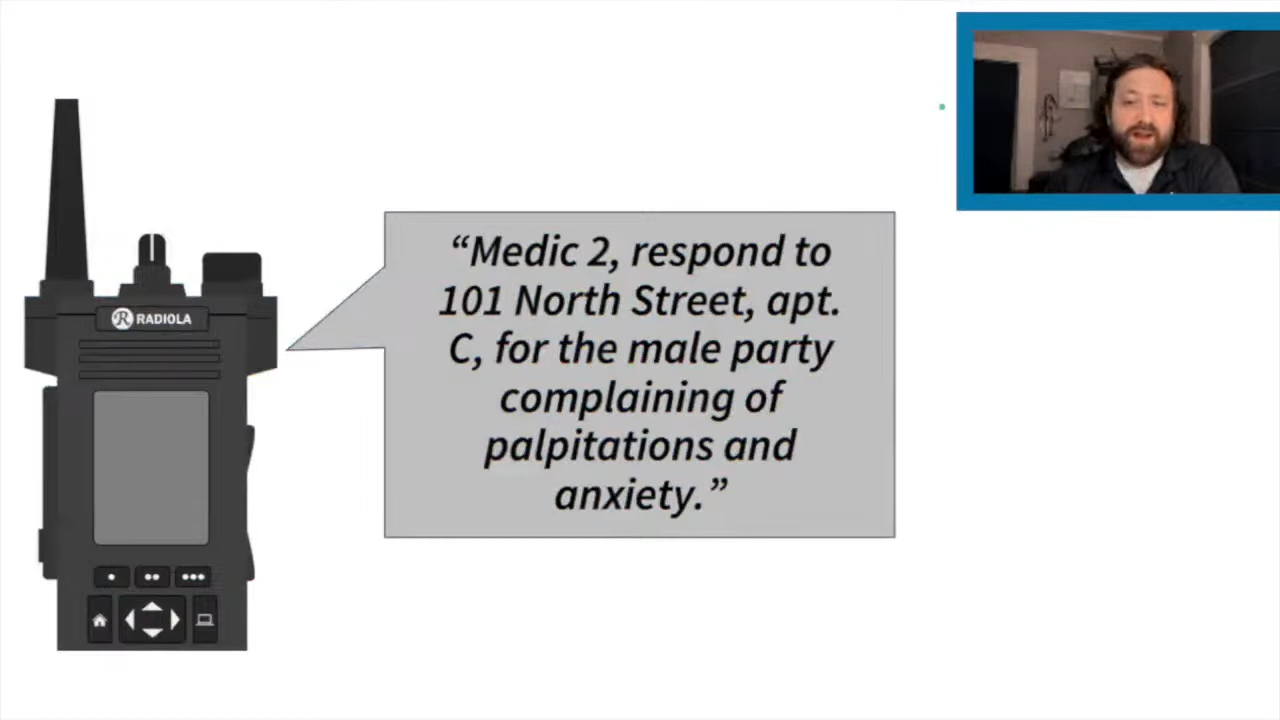 RADIOLA
“Medic 2, respond to
101 North Street, apt.
C, for the male party
complaining of
palpitations and
anxiety.”